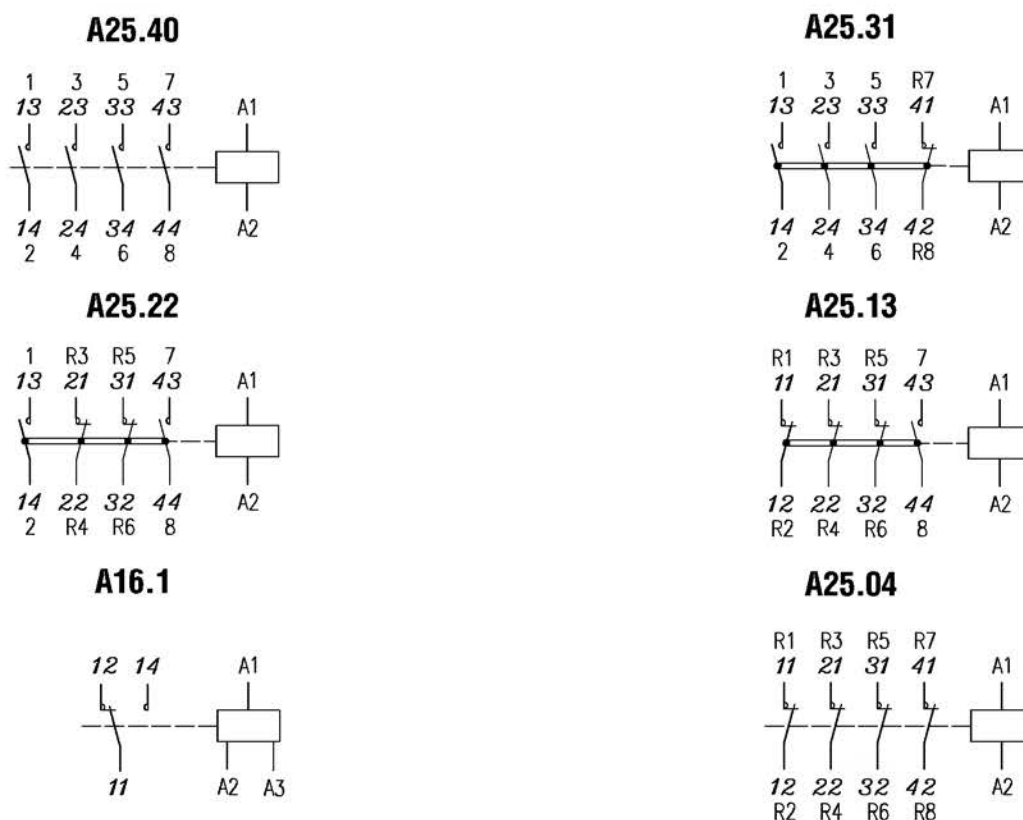 A25.40
1 3 5 7
13 23 33 43 A1
14 24 34 44 A2
2 4 6 8
A25.31
1 3 5 R7
13 23 33 41 A1
14 24 34 42 A2
2 4 6 R8
A25.22
1 R3 R5 7
13 21 31 43 A1
14 22 32 44 A2
2 R4 R6 8
A25.13
R1 R3 R5 7
11 21 31 43 A1
12 22 32 44 A2
R2 R4 R6 8
A16.1
12 14 A1
11 A2 A3
A25.04
R1 R3 R5 R7
11 21 31 41 A1
12 22 32 42 A2
R2 R4 R6 R8